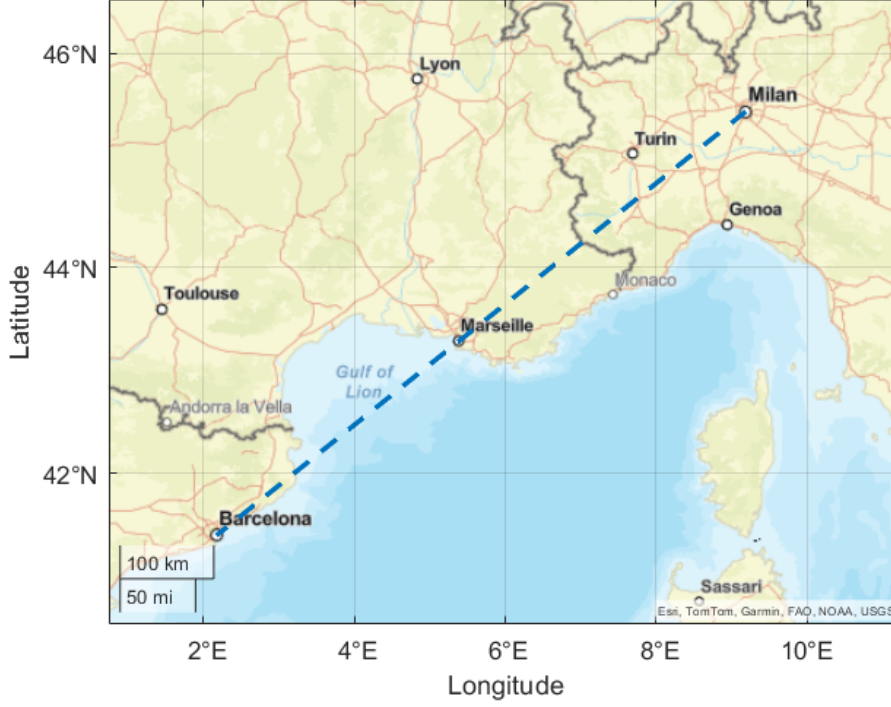 46°N
Lyon
Milan
Turin
Genoa
44°N
Monaco
Toulouse
Marseille
Gulf of
Lion
Andorra la Vella
42°N
Barcelona
100 km
50 mi
Sassari
Esri, TomTom, Garmin, FAO, NOAA, USGS
2°E
4°E
6°E
8°E
10°E
Longitude
Latitude